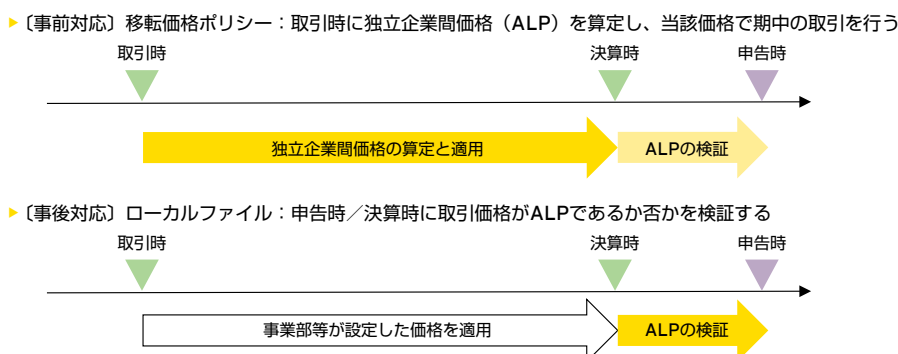 ▶〔事前対応〕移転価格ポリシー：取引時に独立企業間価格（ALP）を算定し、当該価格で期中の取引を行う
取引時 決算時 申告時
独立企業間価格の算定と適用 ALPの検証
▶〔事後対応〕ローカルファイル：申告時／決算時に取引価格がALPであるか否かを検証する
取引時 決算時 申告時
事業部等が設定した価格を適用 ALPの検証